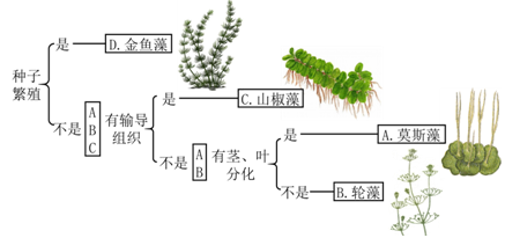 种子
繁殖
是
D.金鱼藻
不是
A
B
C
有输导
组织
是
C.山椒藻
不是
A
B
有茎、叶
分化
是
A.莫斯藻
不是
B.轮藻